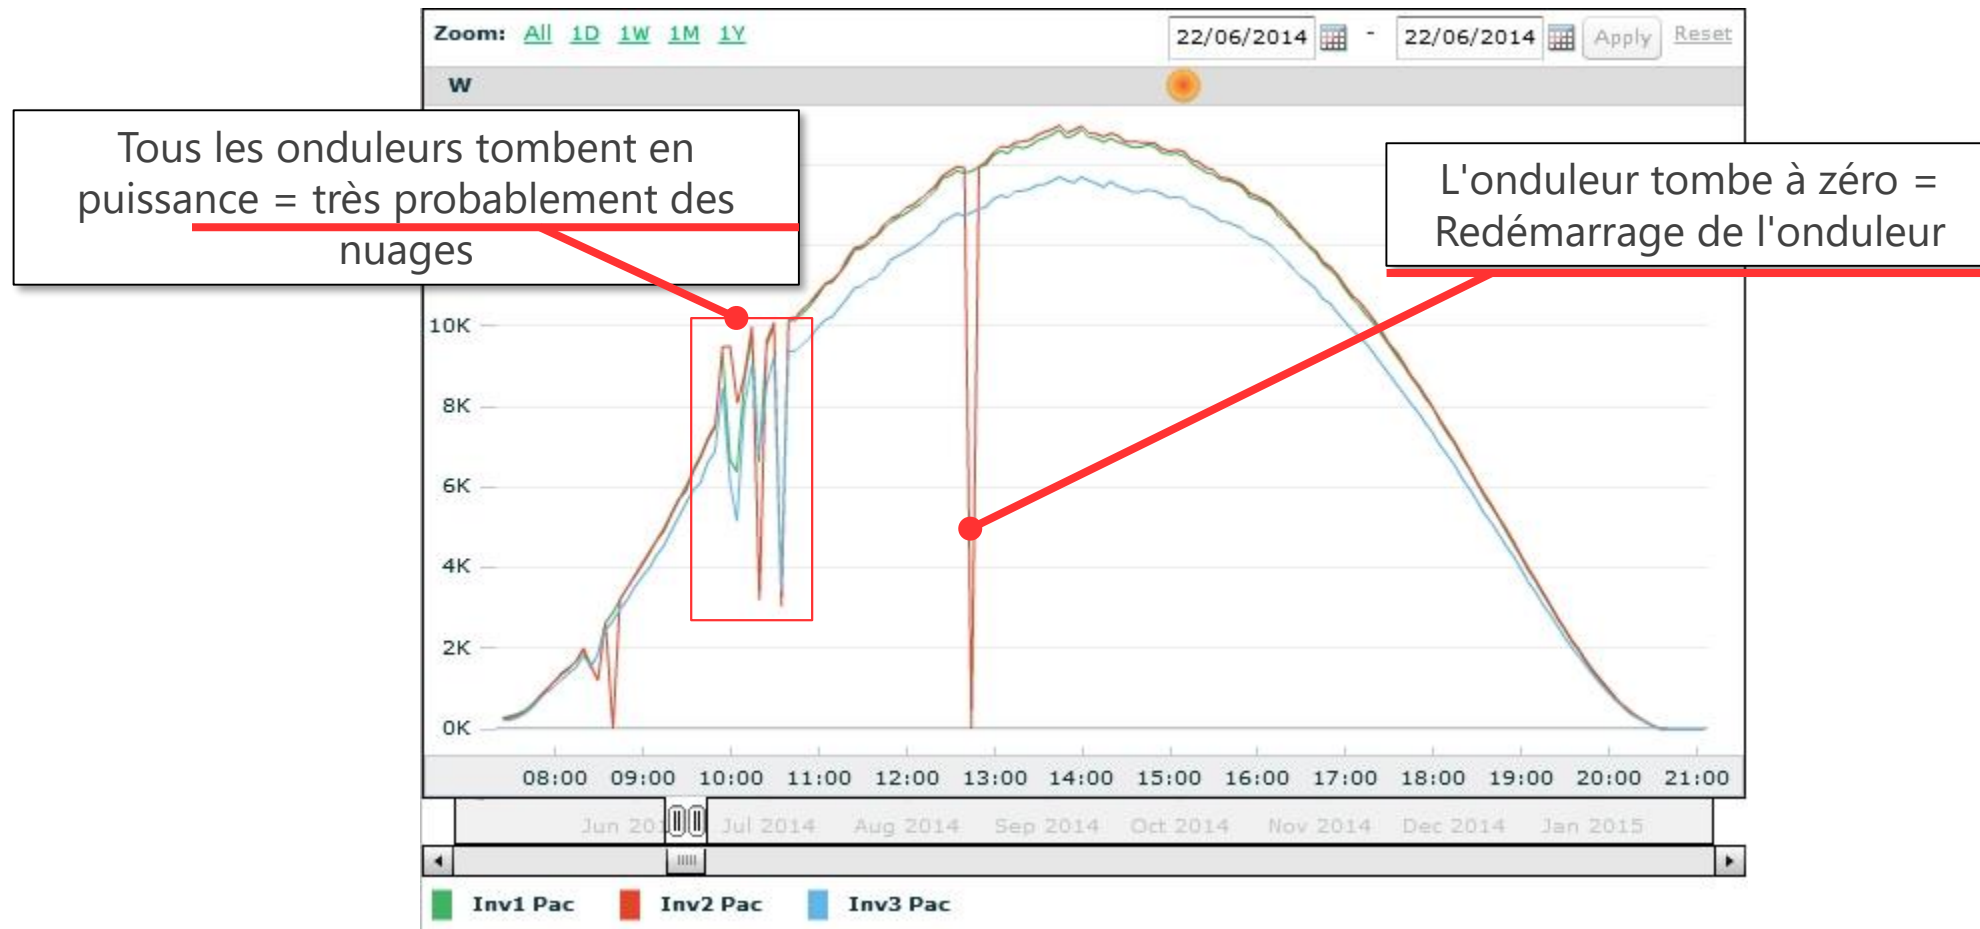 Zoom: All 1D 1W 1M 1Y
22/06/2014 - 22/06/2014 Apply Reset
W
Tous les onduleurs tombent en
puissance = très probablement des
nuages
L'onduleur tombe à zéro =
Redémarrage de l'onduleur
10K
8K
6K
4K
2K
0K
08:00 09:00 10:00 11:00 12:00 13:00 14:00 15:00 16:00 17:00 18:00 19:00 20:00 21:00
Jun 201 Jul 2014 Aug 2014 Sep 2014 Oct 2014 Nov 2014 Dec 2014 Jan 2015
Inv1 Pac Inv2 Pac Inv3 Pac